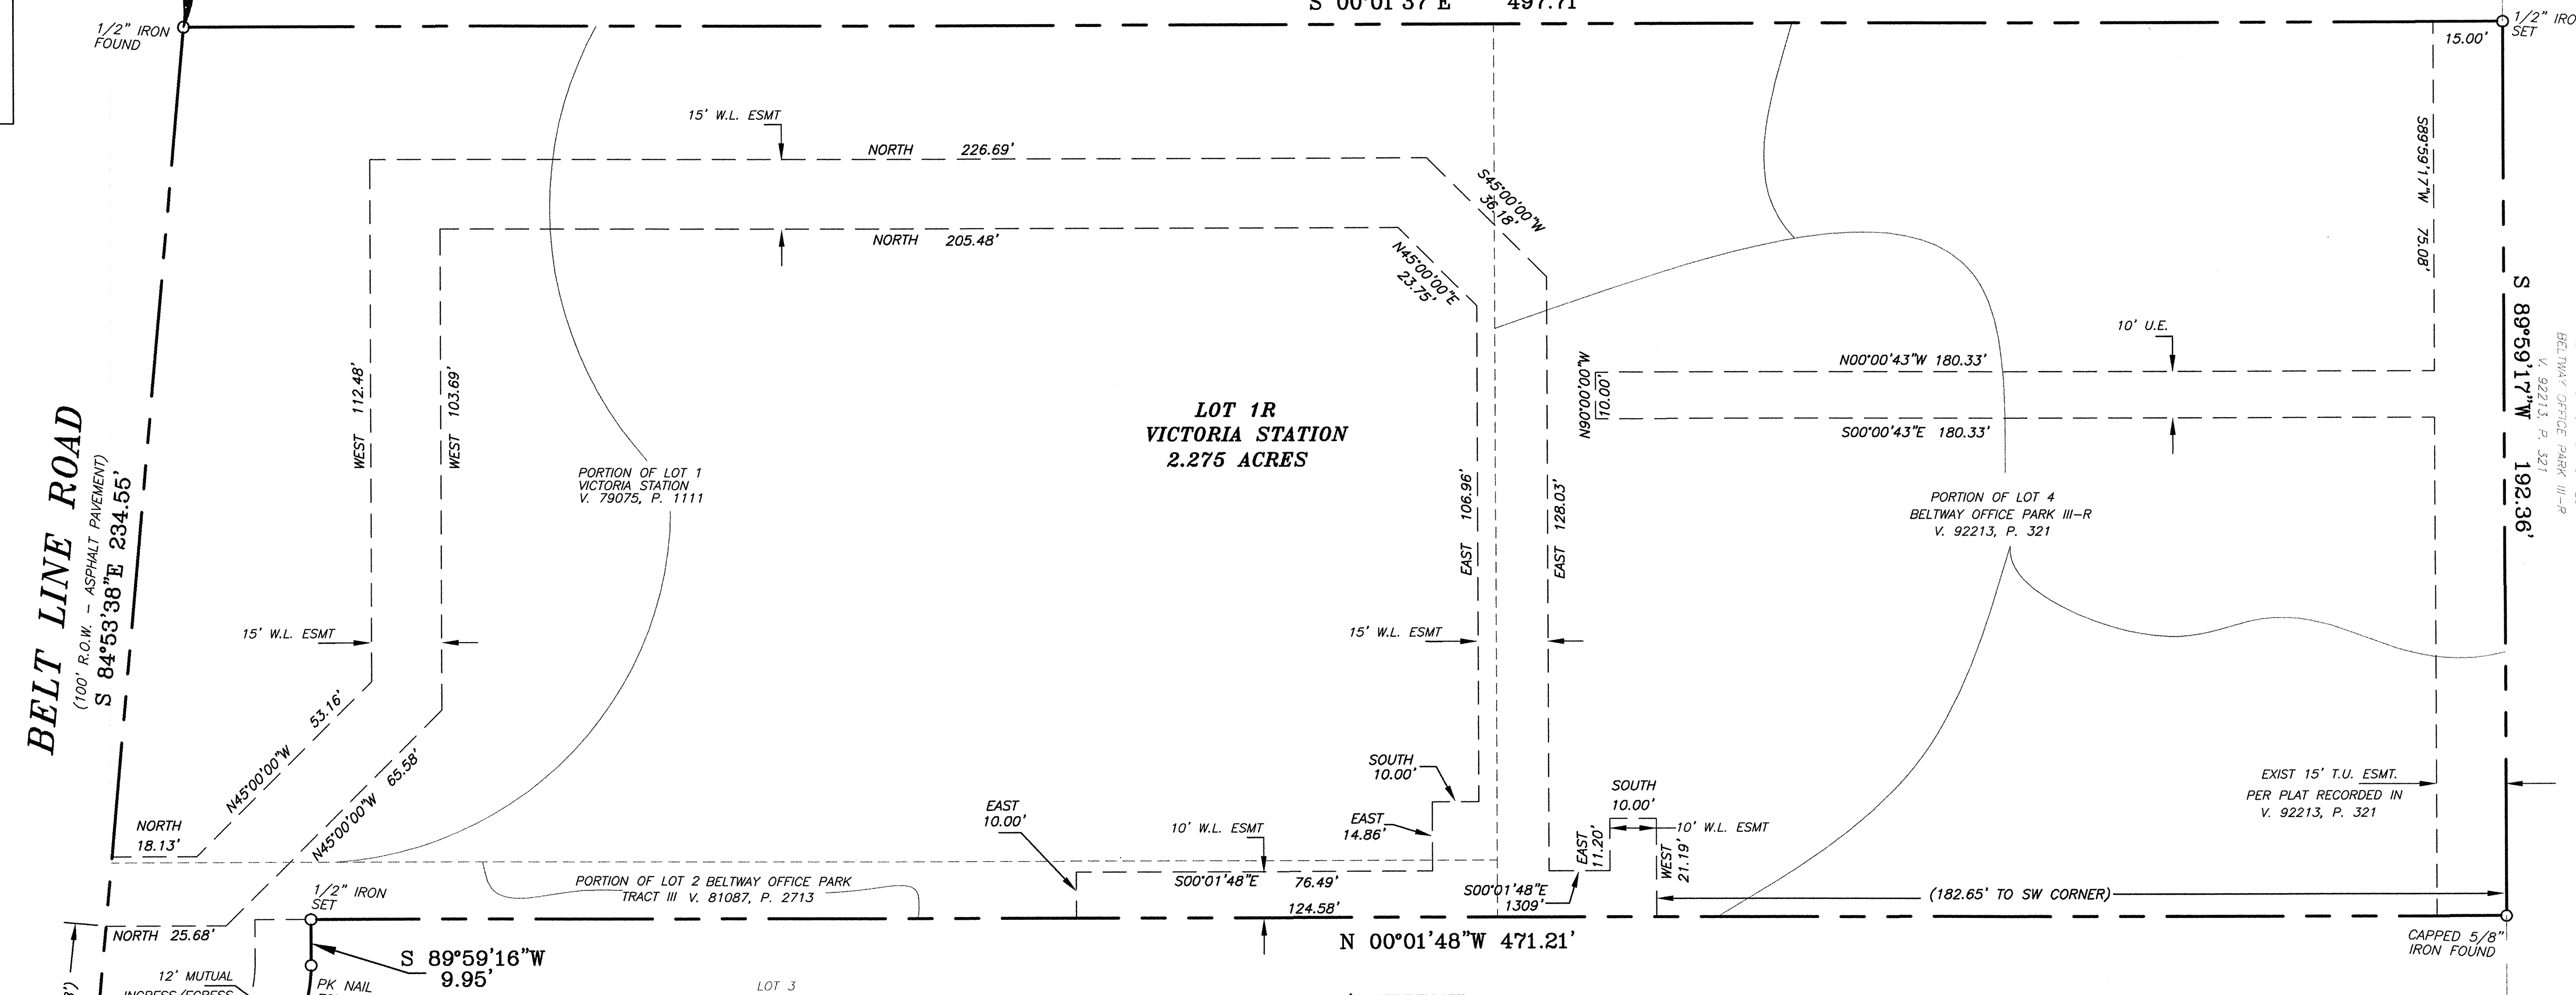 S 00°01'37"E 497.71'
1/2" IRON
FOUND
1/2" IRO
SET
15.00'
15' W.L. ESMT
NORTH 226.69'
S45°00'00"W
36.18'
NORTH 205.48'
N45°00'00"E
23.75'
S89°59'17"W 75.08'
S 89°59'17"W 192.36'
BELTWAY OFFICE PARK III-R
V. 92213, P. 321
10' U.E.
N00°00'43"W 180.33'
N90°00'00"W
10.00'
S00°00'43"E 180.33'
WEST 112.48'
WEST 103.69'
LOT 1R
VICTORIA STATION
2.275 ACRES
BELT LINE ROAD
(100' R.O.W. - ASPHALT PAVEMENT)
S 84°53'38"E 234.55'
PORTION OF LOT 1
VICTORIA STATION
V. 79075, P. 1111
EAST 106.96'
EAST 128.03'
PORTION OF LOT 4
BELTWAY OFFICE PARK III-R
V. 92213, P. 321
15' W.L. ESMT
15' W.L. ESMT
N45°00'00"W 53.16'
N45°00'00"W 65.58'
SOUTH
10.00'
EXIST 15' T.U. ESMT.
PER PLAT RECORDED IN
V. 92213, P. 321
SOUTH
10.00'
EAST
10.00'
EAST
14.86'
10' W.L. ESMT
10' W.L. ESMT
EAST
11.20'
WEST
21.19'
NORTH
18.13'
PORTION OF LOT 2 BELTWAY OFFICE PARK
TRACT III V. 81087, P. 2713
S00°01'48"E 76.49'
S00°01'48"E
1309'
(182.65' TO SW CORNER)
1/2" IRON
SET
124.58'
NORTH 25.68'
N 00°01'48"W 471.21'
CAPPED 5/8"
IRON FOUND
S 89°59'16"W
9.95'
12' MUTUAL
INGRESS/EGRESS
PK NAIL
LOT 3